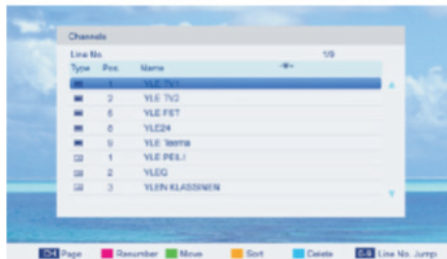 Channels
Line No. 1/9
Type Pos. Name
1 YLE TV1
2 YLE TV2
5 YLE FST
8 YLE24
9 YLE Teema
1 YLE PEILI
2 YLEQ
3 YLEN KLASSINEN
CH Page Renumber Move Sort Delete 0-9 Line No. Jump